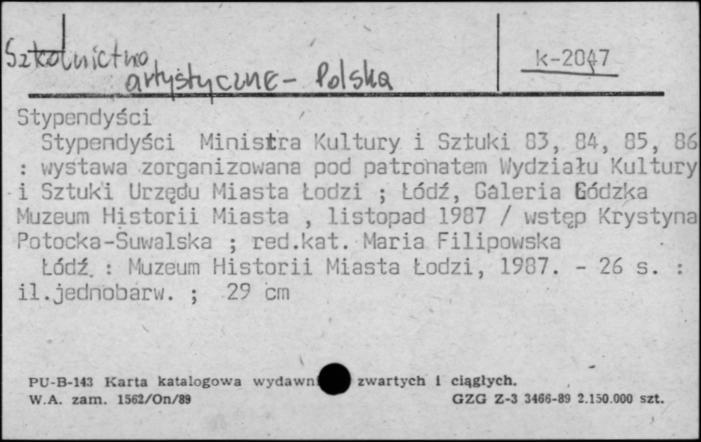 Szkolnictwo
artystyczne - Polska
k-2047
Stypendyści
Stypendyści Ministra Kultury i Sztuki 83, 84, 85, 86
: wystawa zorganizowana pod patronatem Wydziału Kultury
i Sztuki Urzędu Miasta Łodzi ; Łódź, Galeria Łódzka
Muzeum Historii Miasta , listopad 1987 / wstęp Krystyna
Potocka-Suwalska ; red.kat. Maria Filipowska
Łódź : Muzeum Historii Miasta Łodzi, 1987. - 26 s. :
il.jednobarw. ; 29 cm
PU-B-143 Karta katalogowa wydawn zwartych i ciągłych.
W.A. zam. 1562/On/89 GZG Z-3 3466-89 2.150.000 szt.